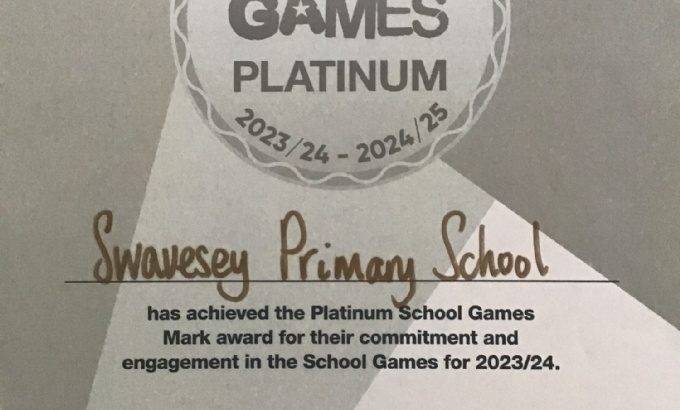 GAMES
PLATINUM
2023/24 - 2024/25
Swavesey Primary School
has achieved the Platinum School Games
Mark award for their commitment and
engagement in the School Games for 2023/24.